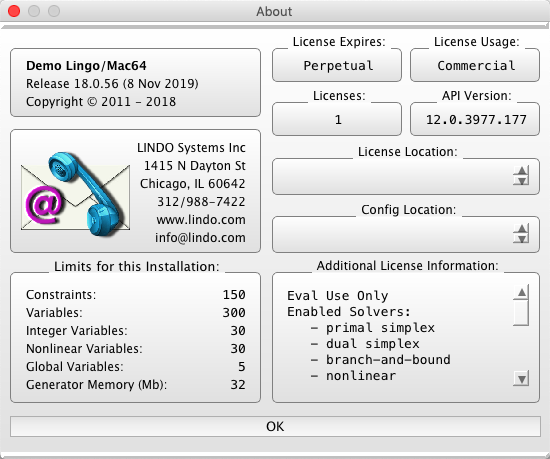 About
Demo Lingo/Mac64
Release 18.0.56 (8 Nov 2019)
Copyright © 2011 – 2018
License Expires:
Perpetual
License Usage:
Commercial
Licenses:
1
API Version:
12.0.3977.177
@
LINDO Systems Inc
1415 N Dayton St
Chicago, IL 60642
312/988-7422
www.lindo.com
info@lindo.com
License Location:
Config Location:
Limits for this Installation:
Constraints: 150
Variables: 300
Integer Variables: 30
Nonlinear Variables: 30
Global Variables: 5
Generator Memory (Mb): 32
Additional License Information:
Eval Use Only
Enabled Solvers:
- primal simplex
- dual simplex
- branch-and-bound
- nonlinear
OK